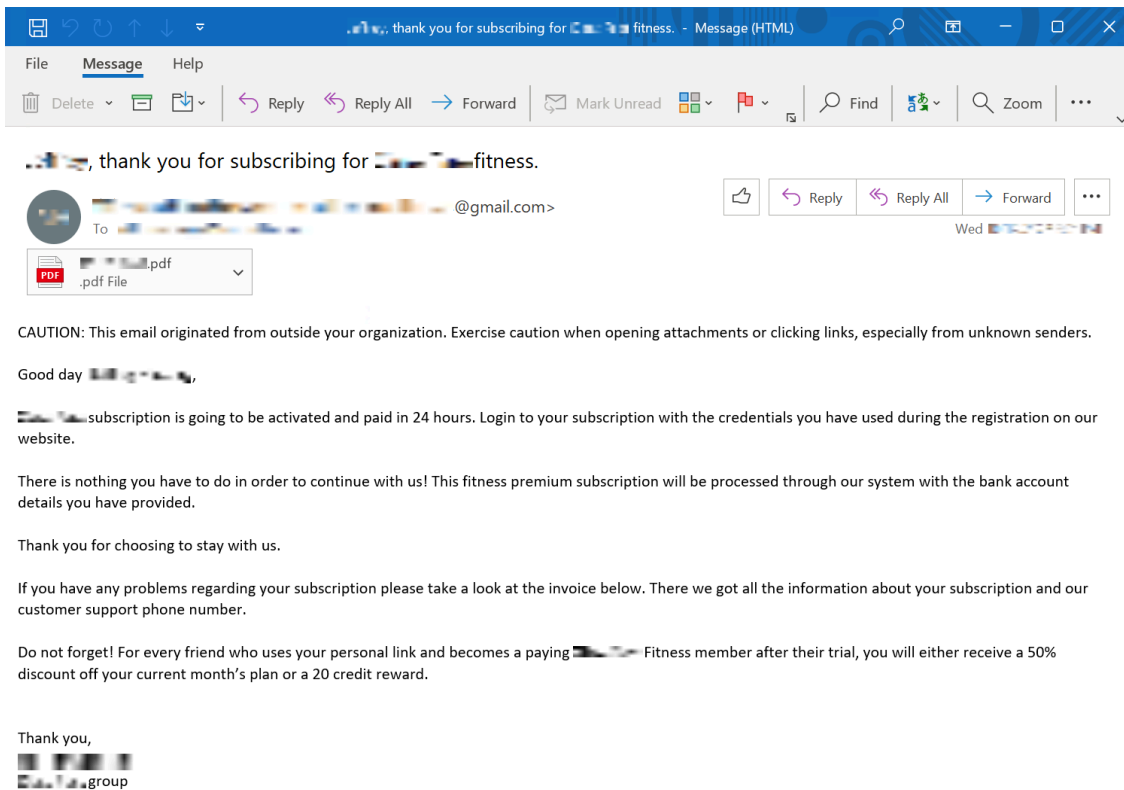 , thank you for subscribing for fitness. - Message (HTML)
File Message Help
Delete Reply Reply All Forward Mark Unread Find Zoom
, thank you for subscribing for fitness.
@gmail.com>
Reply Reply All Forward
To
Wed
PDF .pdf
.pdf File
CAUTION: This email originated from outside your organization. Exercise caution when opening attachments or clicking links, especially from unknown senders.
Good day ,
subscription is going to be activated and paid in 24 hours. Login to your subscription with the credentials you have used during the registration on our
website.
There is nothing you have to do in order to continue with us! This fitness premium subscription will be processed through our system with the bank account
details you have provided.
Thank you for choosing to stay with us.
If you have any problems regarding your subscription please take a look at the invoice below. There we got all the information about your subscription and our
customer support phone number.
Do not forget! For every friend who uses your personal link and becomes a paying Fitness member after their trial, you will either receive a 50%
discount off your current month's plan or a 20 credit reward.
Thank you,
group